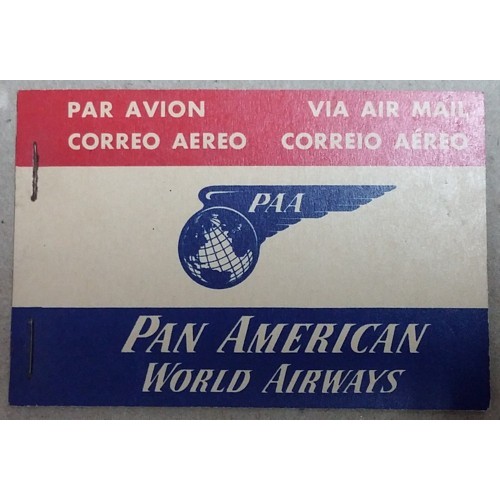 PAR AVION VIA AIR MAIL
CORREO AEREO CORREIO AÉREO
PAA
PAN AMERICAN
WORLD AIRWAYS